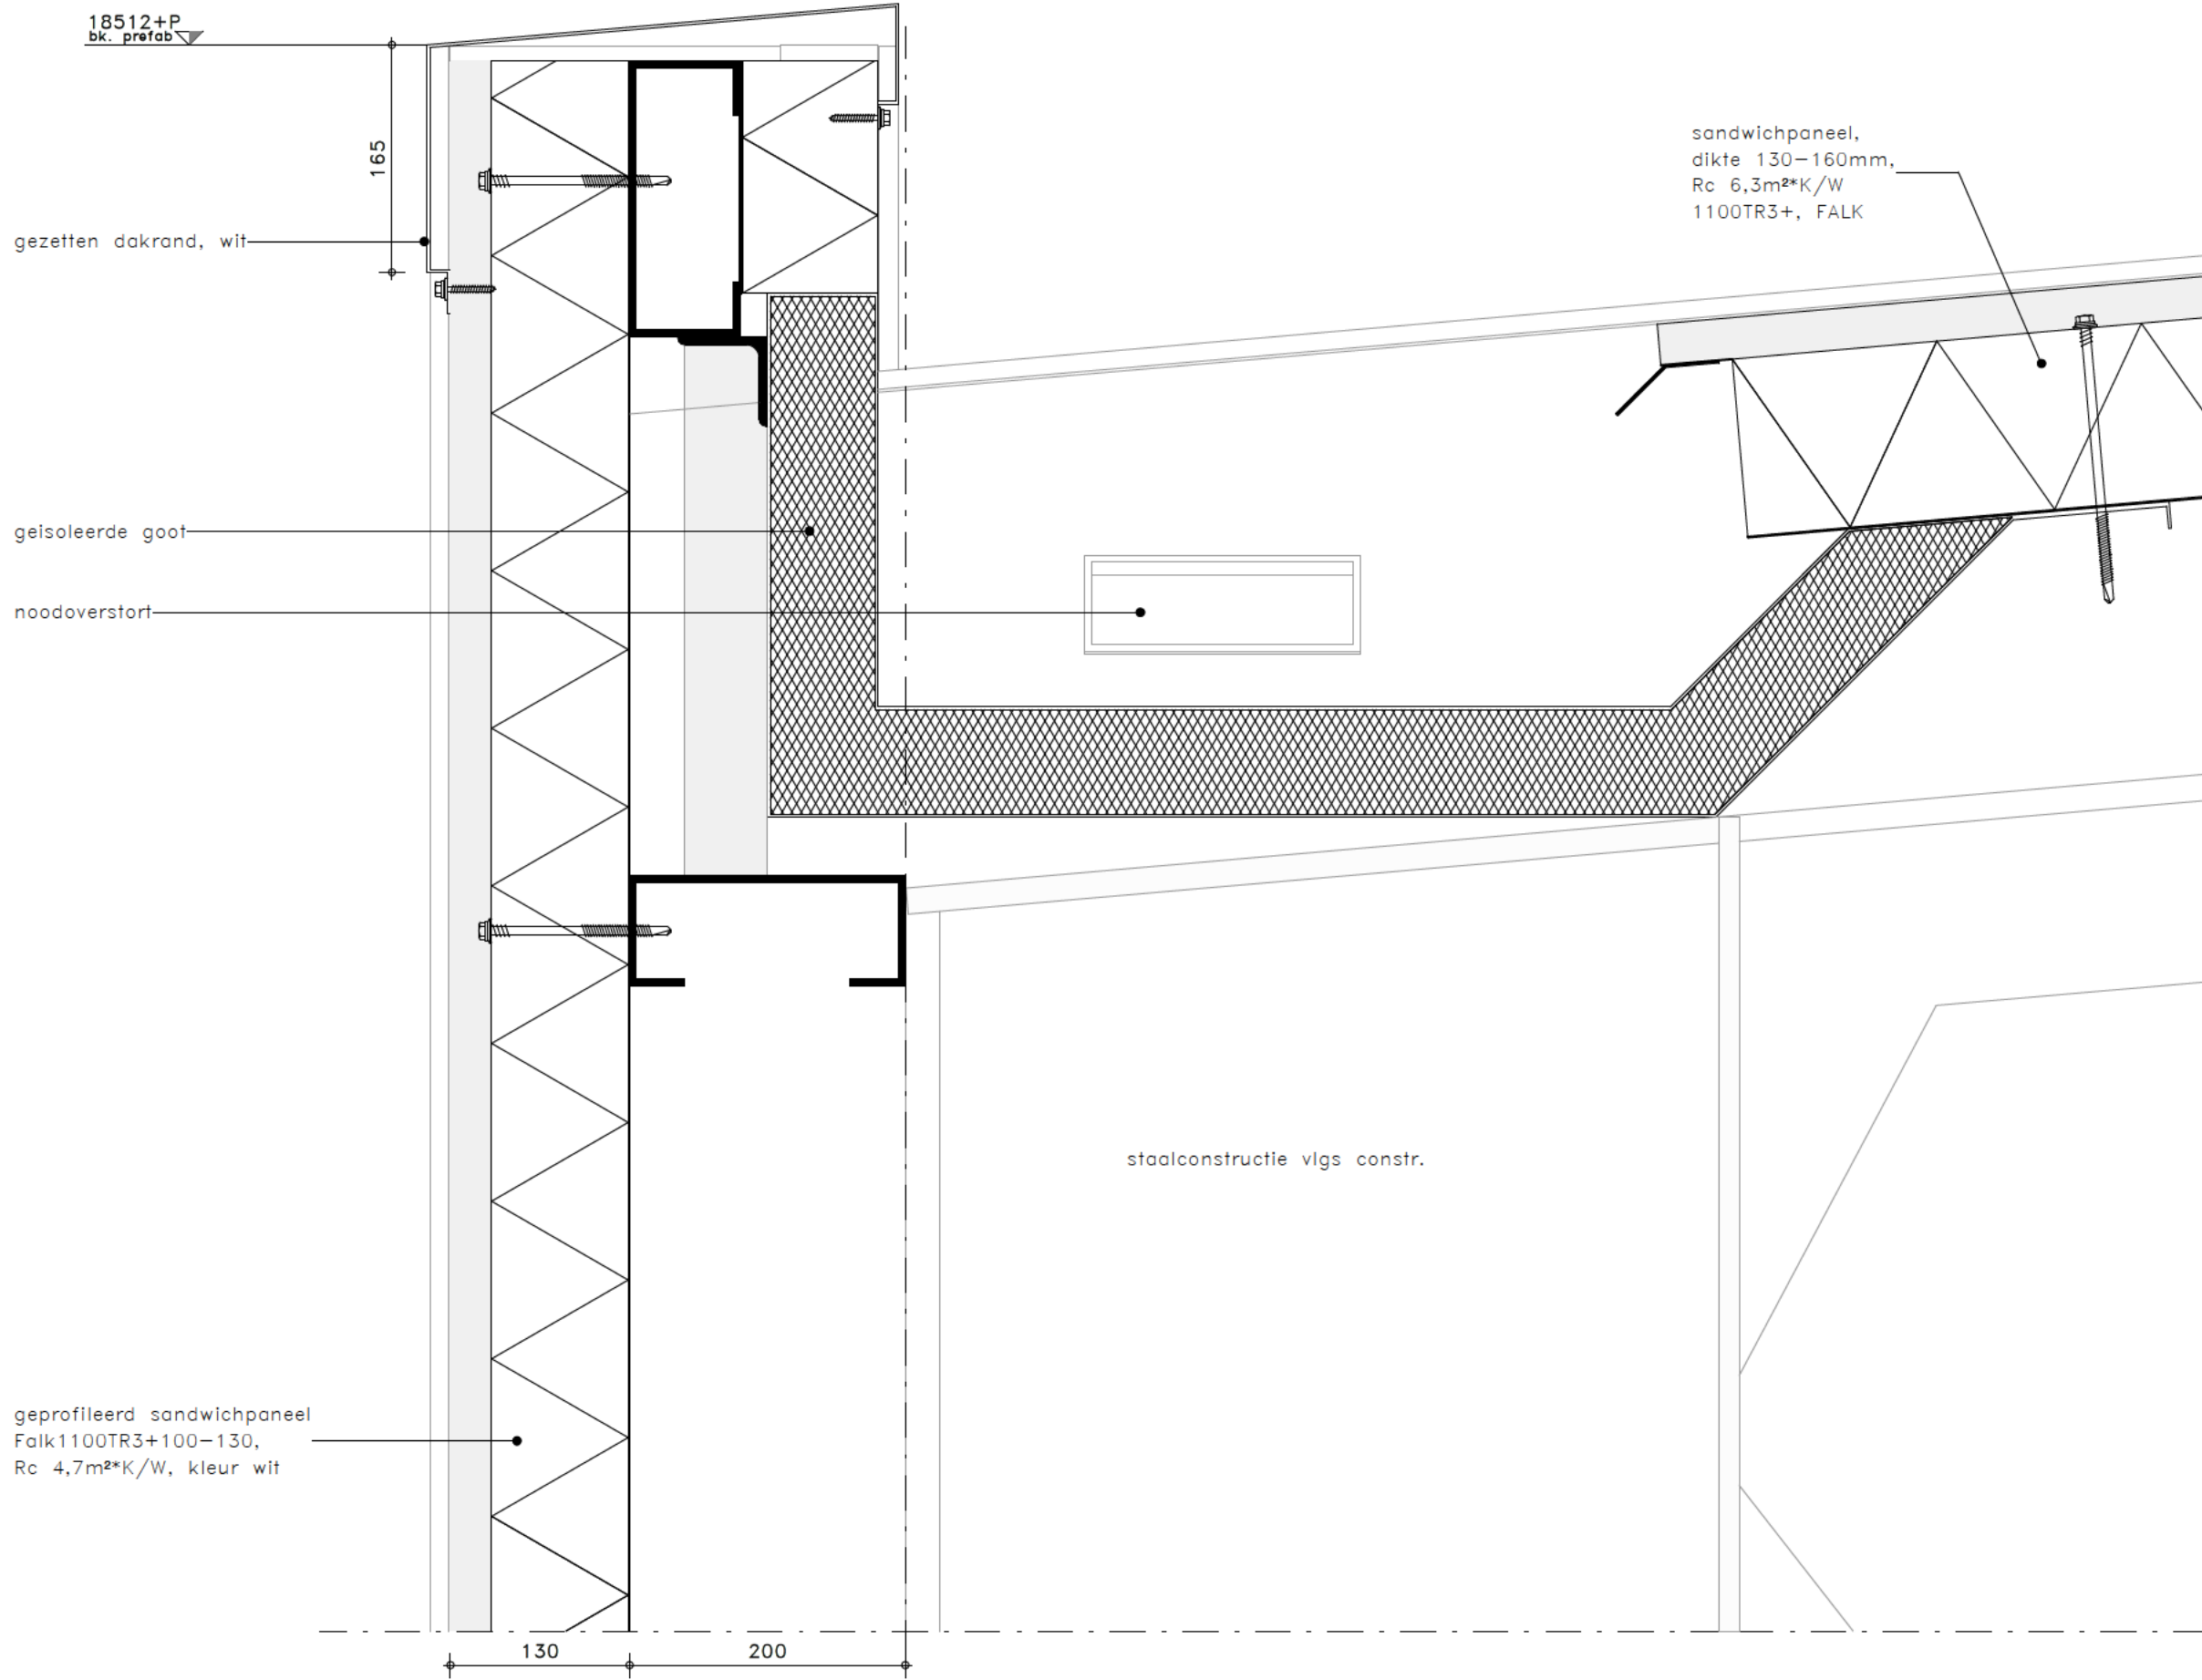 18512+P
bk. prefab
165
sandwichpaneel,
dikte 130-160mm,
Rc 6,3m²*K/W
1100TR3+, FALK
gezetten dakrand, wit
geisoleerde goot
noodoverstort
staalconstructie vlgs constr.
geprofileerd sandwichpaneel
Falk1100TR3+100-130,
Rc 4,7m²*K/W, kleur wit
130
200